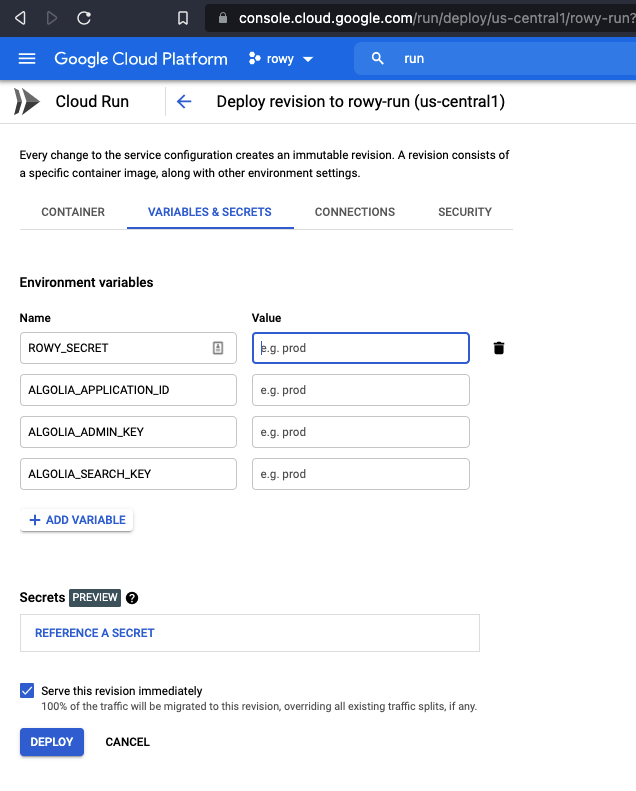 console.cloud.google.com/run/deploy/us-central1/rowy-run?
Google Cloud Platform rowy run
Cloud Run Deploy revision to rowy-run (us-central1)
Every change to the service configuration creates an immutable revision. A revision consists of
a specific container image, along with other environment settings.
CONTAINER VARIABLES & SECRETS CONNECTIONS SECURITY
Environment variables
Name Value
ROWY_SECRET e.g. prod
ALGOLIA_APPLICATION_ID e.g. prod
ALGOLIA_ADMIN_KEY e.g. prod
ALGOLIA_SEARCH_KEY e.g. prod
+ ADD VARIABLE
Secrets PREVIEW ?
REFERENCE A SECRET
Serve this revision immediately
100% of the traffic will be migrated to this revision, overriding all existing traffic splits, if any.
DEPLOY CANCEL